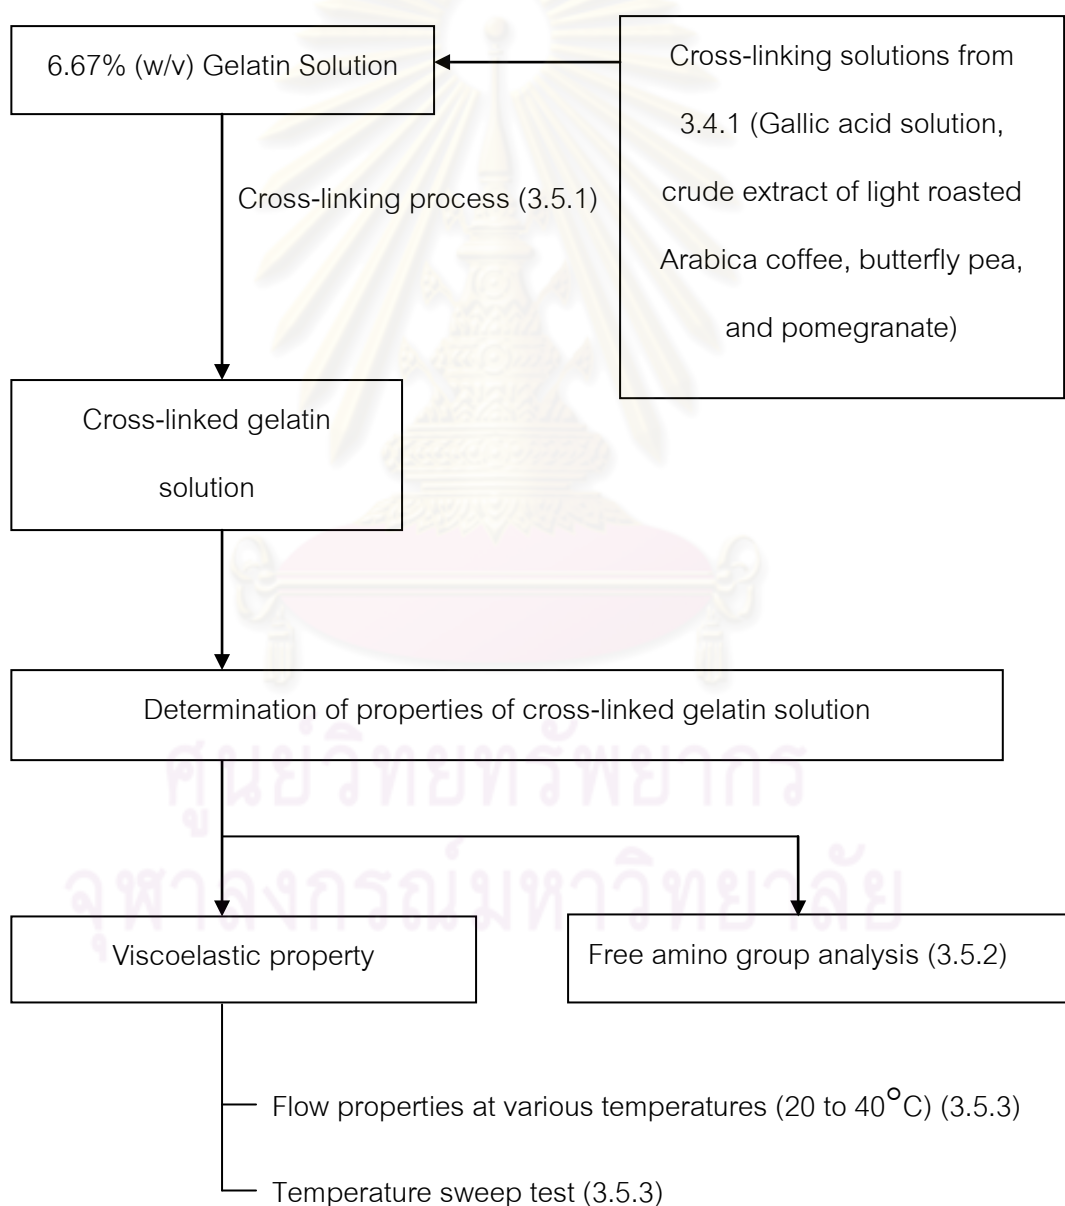 6.67% (w/v) Gelatin Solution
Cross-linking solutions from
3.4.1 (Gallic acid solution,
crude extract of light roasted
Arabica coffee, butterfly pea,
and pomegranate)
Cross-linking process (3.5.1)
Cross-linked gelatin
solution
Determination of properties of cross-linked gelatin solution
ศูนย์วิทยทรัพยากร
จุฬาลงกรณ์มหาวิทยาลัย
Viscoelastic property
Free amino group analysis (3.5.2)
Flow properties at various temperatures (20 to 40°C) (3.5.3)
Temperature sweep test (3.5.3)